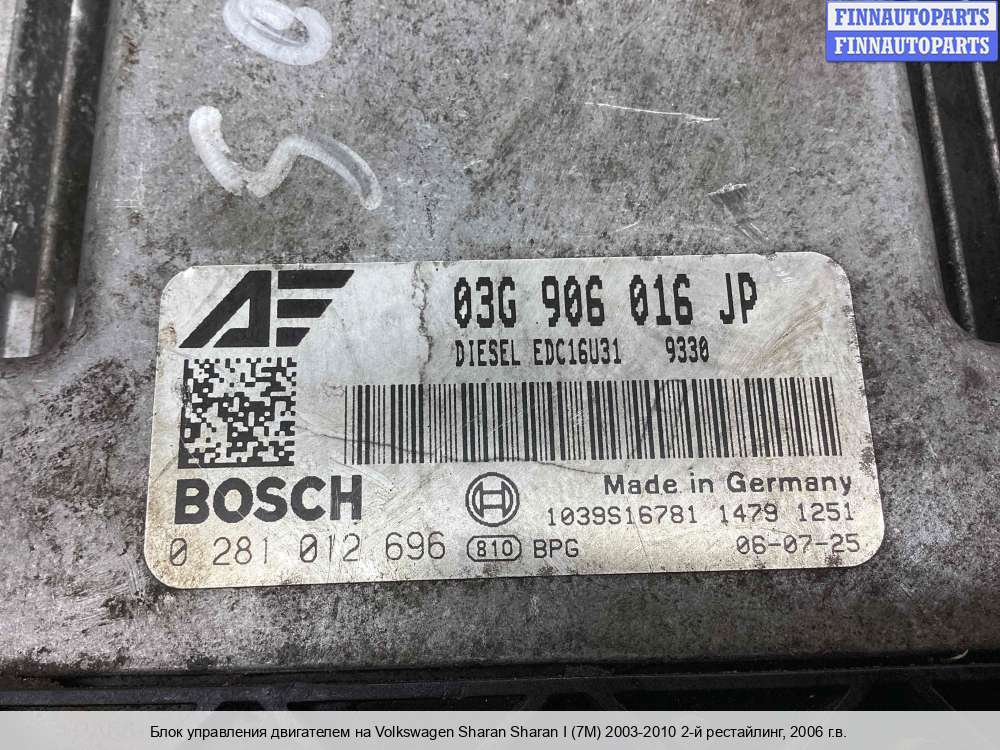 FINNAUTOPARTS
FINNAUTOPARTS
03G 906 016 JP
DIESEL EDC16U31 9330
BOSCH
Made in Germany
1039S16781 1479 1251
0 281 012 696 810 BPG 06-07-25
Блок управления двигателем на Volkswagen Sharan Sharan I (7M) 2003-2010 2-й рестайлинг, 2006 г.в.